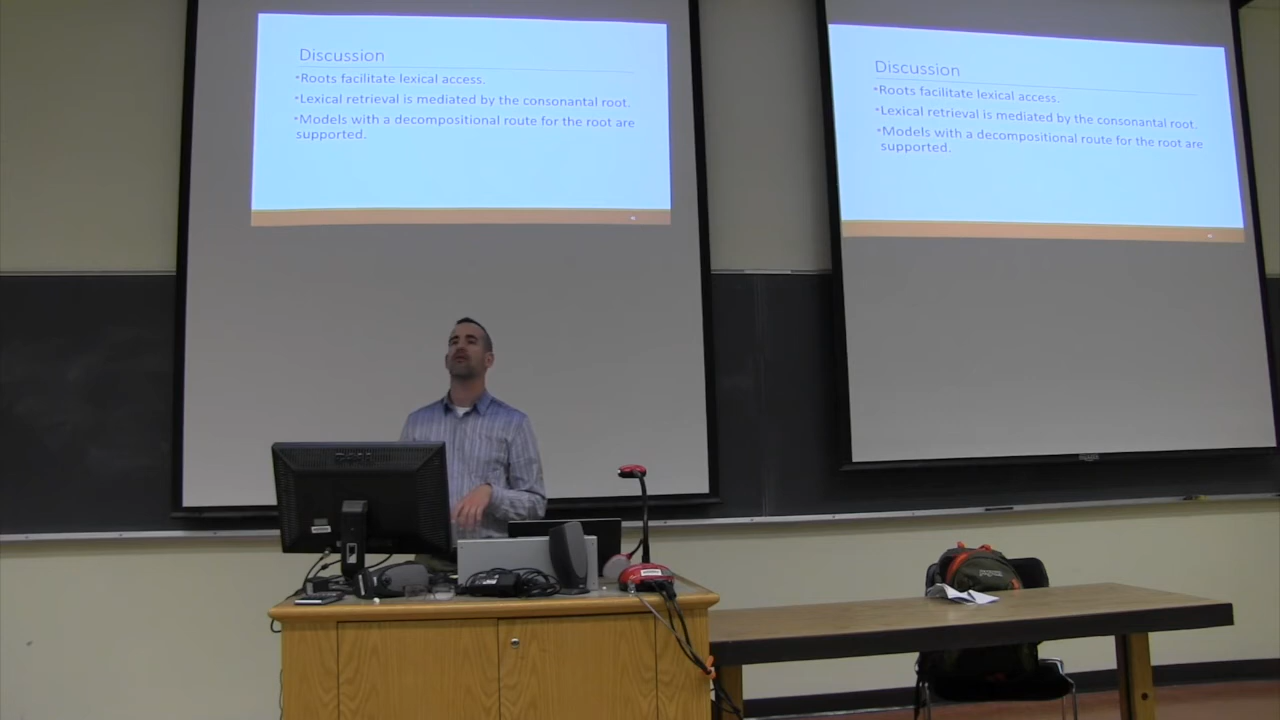 Discussion
•Roots facilitate lexical access.
•Lexical retrieval is mediated by the consonantal root.
•Models with a decompositional route for the root are
supported.
Discussion
•Roots facilitate lexical access.
•Lexical retrieval is mediated by the consonantal root.
•Models with a decompositional route for the root are
supported.